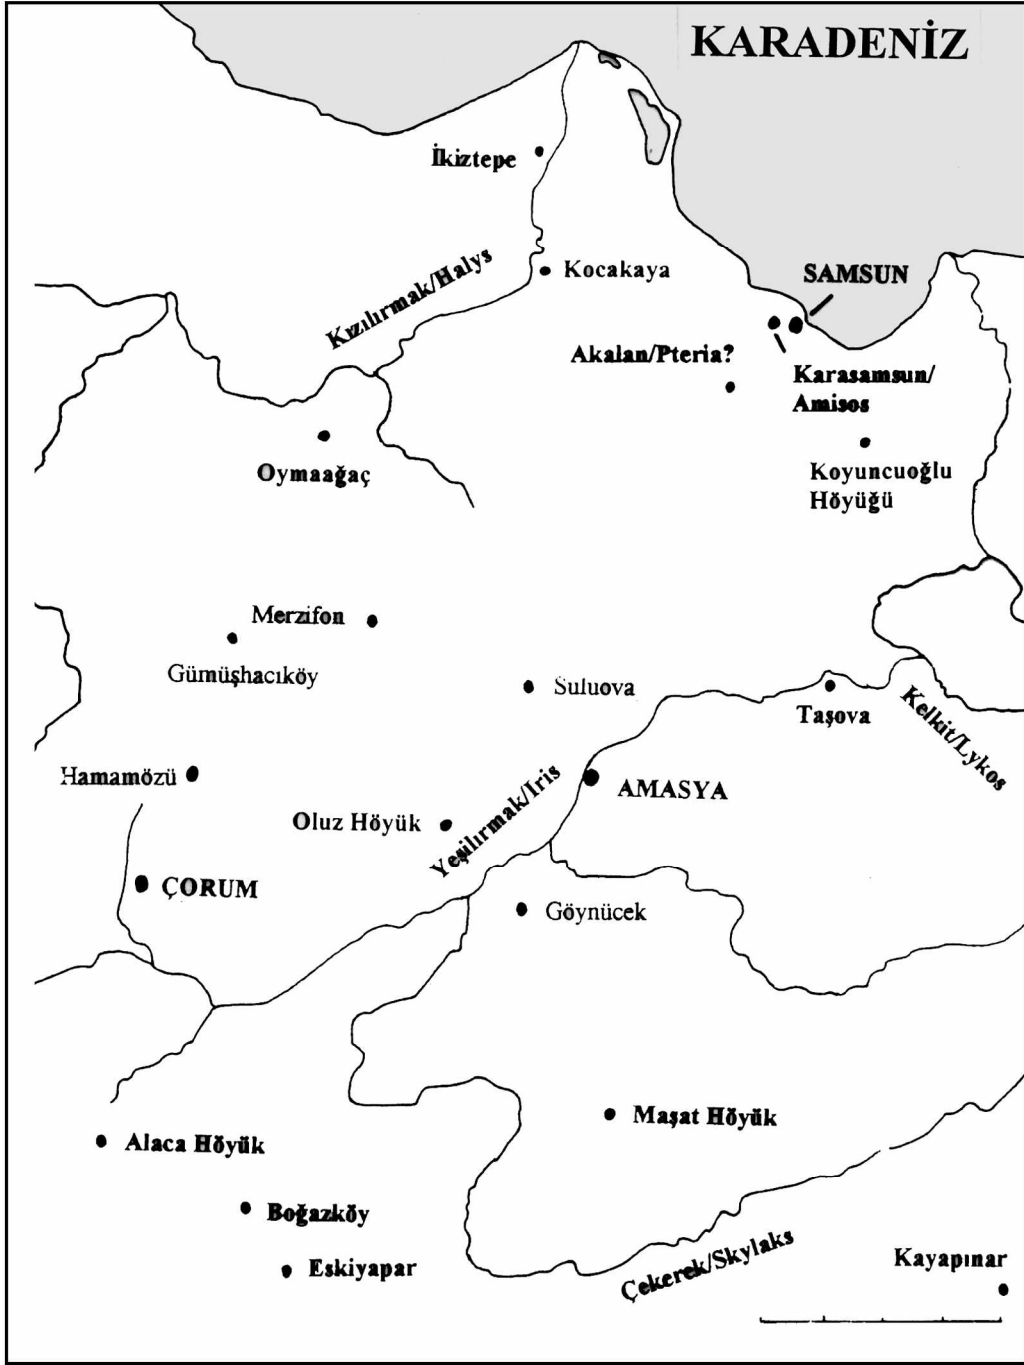 KARADENİZ
İkiztepe
Kızılırmak/Halys
Kocakaya
SAMSUN
Akalan/Pteria?
Karasamsun/
Amisos
Oymaağaç
Koyuncuoğlu
Höyüğü
Merzifon
Gümüşhacıköy
Suluova
Taşova
Kelkit/Lykos
Hamamözü
AMASYA
Oluz Höyük
Yeşilırmak/Iris
ÇORUM
Göynücek
Maşat Höyük
Alaca Höyük
Boğazköy
Eskiyapar
Çekerek/Skylaks
Kayapınar